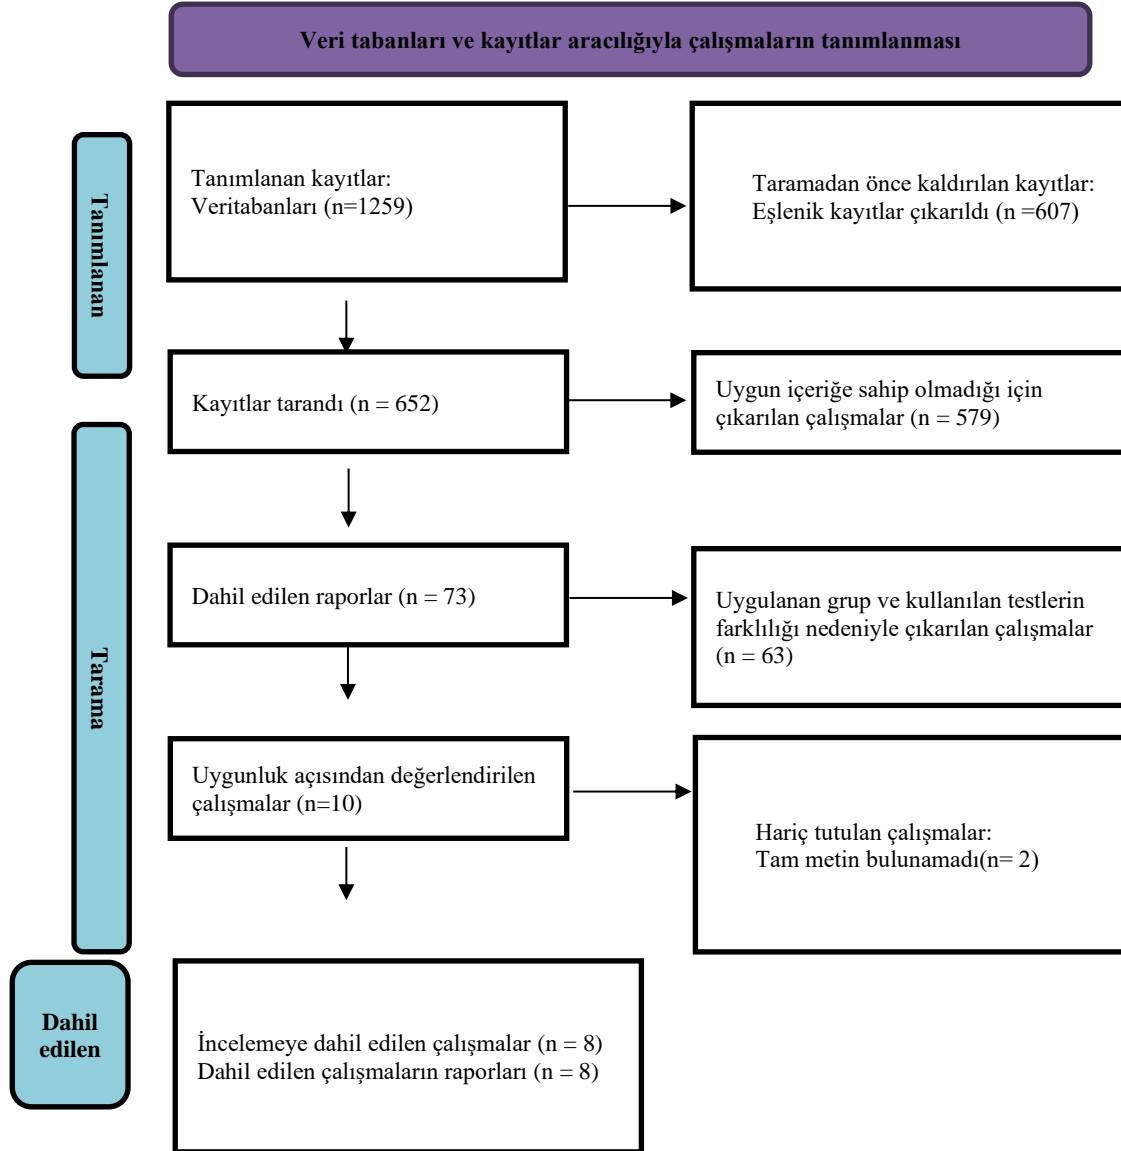 Veri tabanları ve kayıtlar aracılığıyla çalışmaların tanımlanması
Tanımlanan
Tanımlanan kayıtlar:
Veritabanları (n=1259)
Taramadan önce kaldırılan kayıtlar:
Eşlenik kayıtlar çıkarıldı (n =607)
Kayıtlar tarandı (n = 652)
Uygun içeriğe sahip olmadığı için
çıkarılan çalışmalar (n = 579)
Tarama
Dahil edilen raporlar (n = 73)
Uygulanan grup ve kullanılan testlerin
farklılığı nedeniyle çıkarılan çalışmalar
(n = 63)
Uygunluk açısından değerlendirilen
çalışmalar (n=10)
Hariç tutulan çalışmalar:
Tam metin bulunamadı(n= 2)
Dahil
edilen
İncelemeye dahil edilen çalışmalar (n = 8)
Dahil edilen çalışmaların raporları (n = 8)